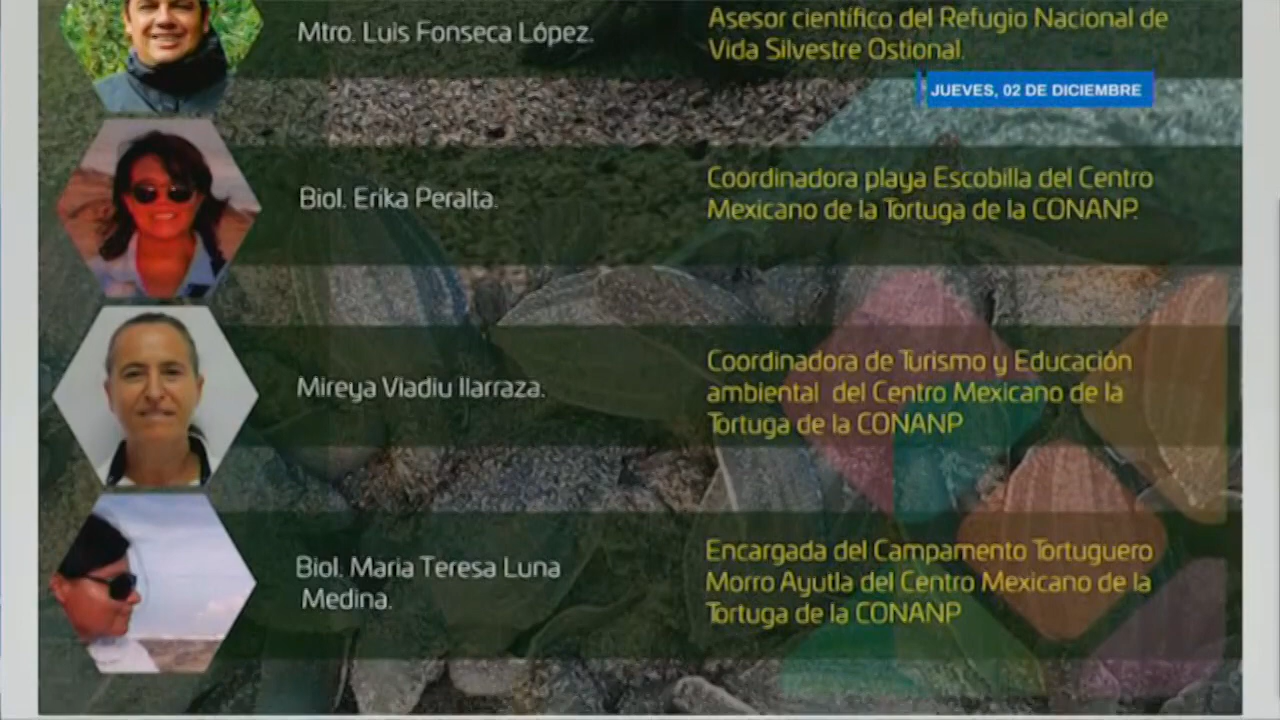 Mtro. Luis Fonseca López.
Asesor científico del Refugio Nacional de
Vida Silvestre Ostional.
JUEVES, 02 DE DICIEMBRE
Biol. Erika Peralta.
Coordinadora playa Escobilla del Centro
Mexicano de la Tortuga de la CONANP.
Mireya Viadiu Ilarraza.
Coordinadora de Turismo y Educación
ambiental del Centro Mexicano de la
Tortuga de la CONANP
Biol. Maria Teresa Luna
Medina.
Encargada del Campamento Tortuguero
Morro Ayutla del Centro Mexicano de la
Tortuga de la CONANP